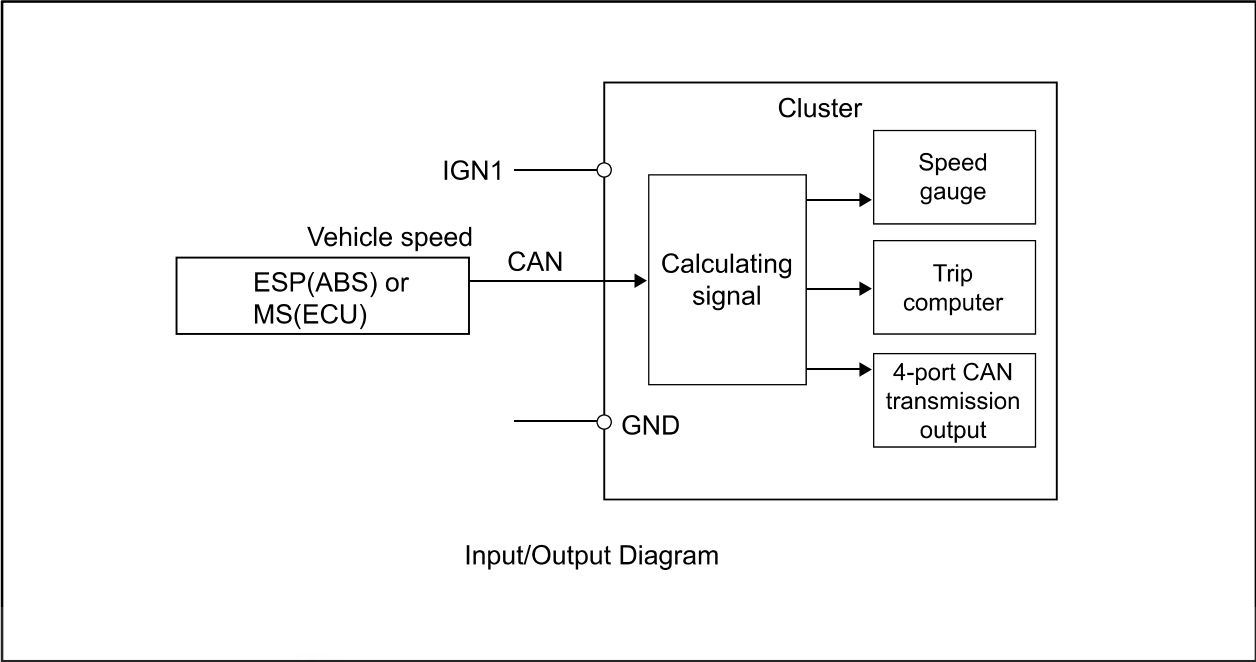 Cluster
Speed
gauge
IGN1
Vehicle speed
CAN
ESP(ABS) or
MS(ECU)
Calculating
signal
Trip
computer
4-port CAN
transmission
output
GND
Input/Output Diagram